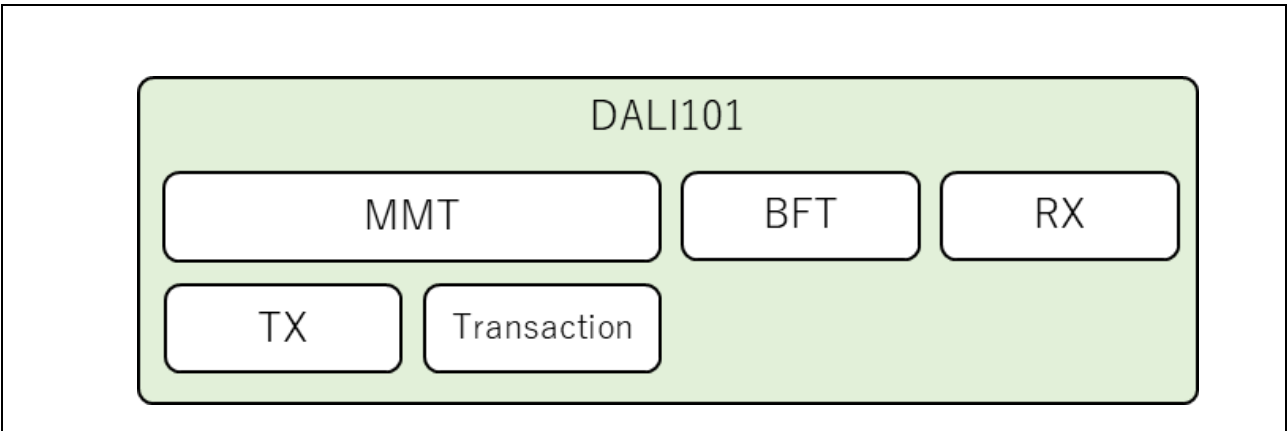 DALI101
MMT
BFT
RX
TX
Transaction